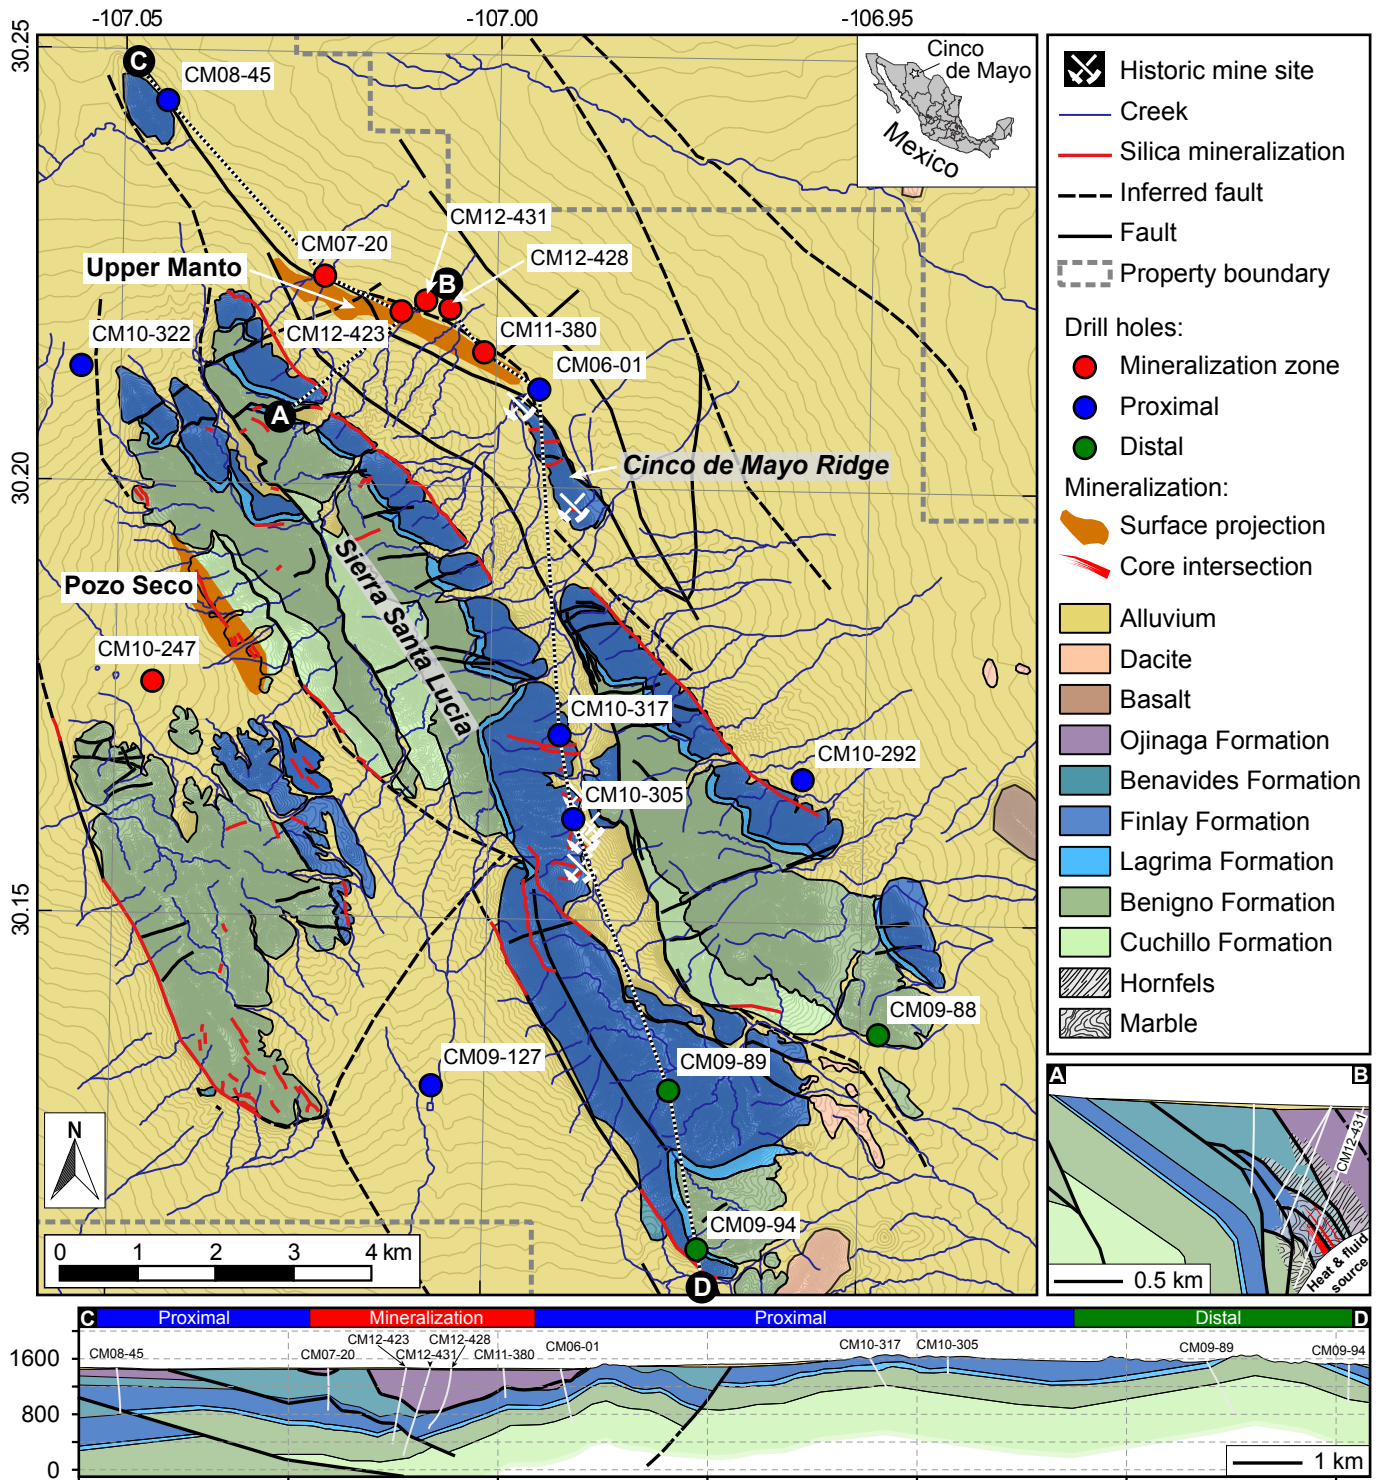 -107.05
-107.00
-106.95
30.25
30.20
30.15
C
CM08-45
Cinco
de Mayo
Mexico
CM12-431
CM07-20
CM12-428
Upper Manto
B
CM10-322
CM12-423
CM11-380
CM06-01
A
Cinco de Mayo Ridge
Sierra Santa Lucia
Pozo Seco
CM10-247
CM10-317
CM10-292
CM10-305
CM09-88
CM09-127
CM09-89
CM09-94
D
N
0 1 2 3 4 km
Historic mine site
Creek
Silica mineralization
Inferred fault
Fault
Property boundary
Drill holes:
Mineralization zone
Proximal
Distal
Mineralization:
Surface projection
Core intersection
Alluvium
Dacite
Basalt
Ojinaga Formation
Benavides Formation
Finlay Formation
Lagrima Formation
Benigno Formation
Cuchillo Formation
Hornfels
Marble
A
B
CM12-431
Heat & fluid
source
0.5 km
C
Proximal
Mineralization
Proximal
Distal
D
CM08-45
CM07-20
CM12-423
CM12-431
CM12-428
CM11-380
CM06-01
CM10-317
CM10-305
CM09-89
CM09-94
1600
800
0
1 km